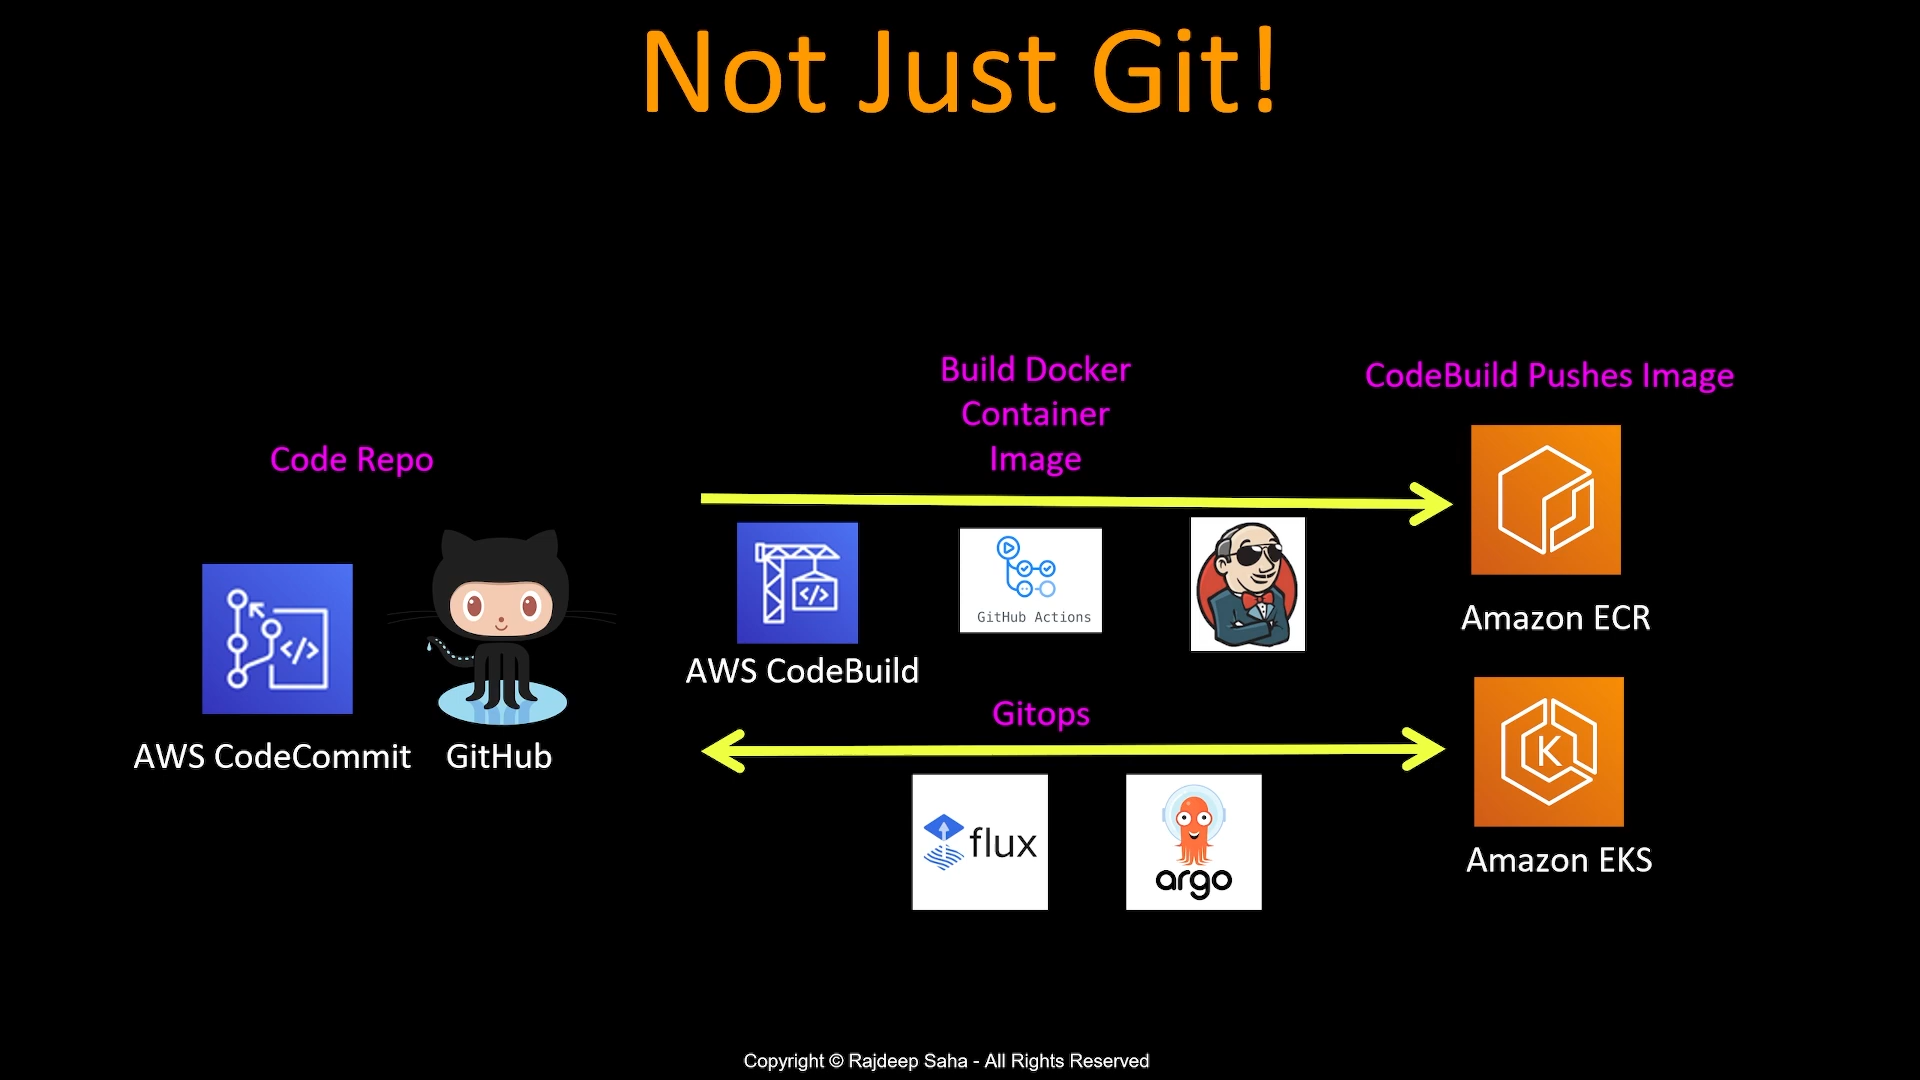 Not Just Git!
Build Docker
Container
Image
CodeBuild Pushes Image
Code Repo
GitHub Actions
Amazon ECR
AWS CodeBuild
Gitops
AWS CodeCommit
GitHub
K
flux
argo
Amazon EKS
Copyright © Rajdeep Saha - All Rights Reserved